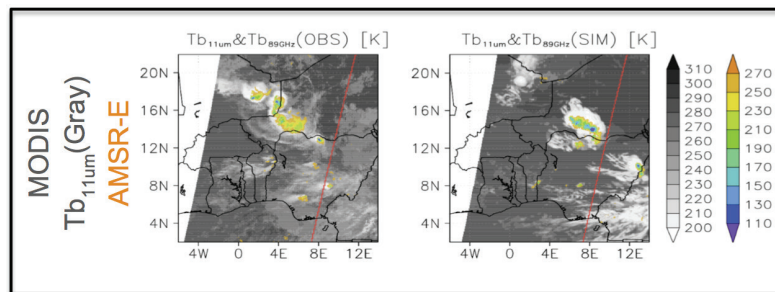 Tb11um&Tb89GHz(OBS) [K]
Tb11um&Tb89GHz(SIM) [K]
MODIS
Tb11um(Gray)
AMSR-E
20N
16N
12N
8N
4N
4W 0 4E 8E 12E
20N
16N
12N
8N
4N
4W 0 4E 8E 12E
310
300
290
280
270
260
250
240
230
220
210
200
270
250
230
210
190
170
150
130
110